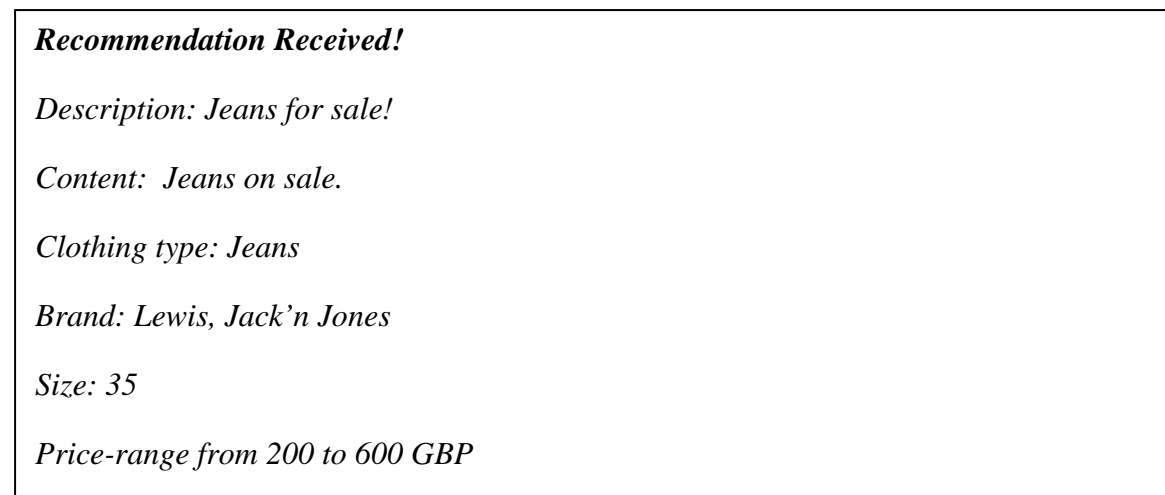 Recommendation Received!
Description: Jeans for sale!
Content:  Jeans on sale.
Clothing type: Jeans
Brand: Lewis, Jack’n Jones
Size: 35
Price-range from 200 to 600 GBP